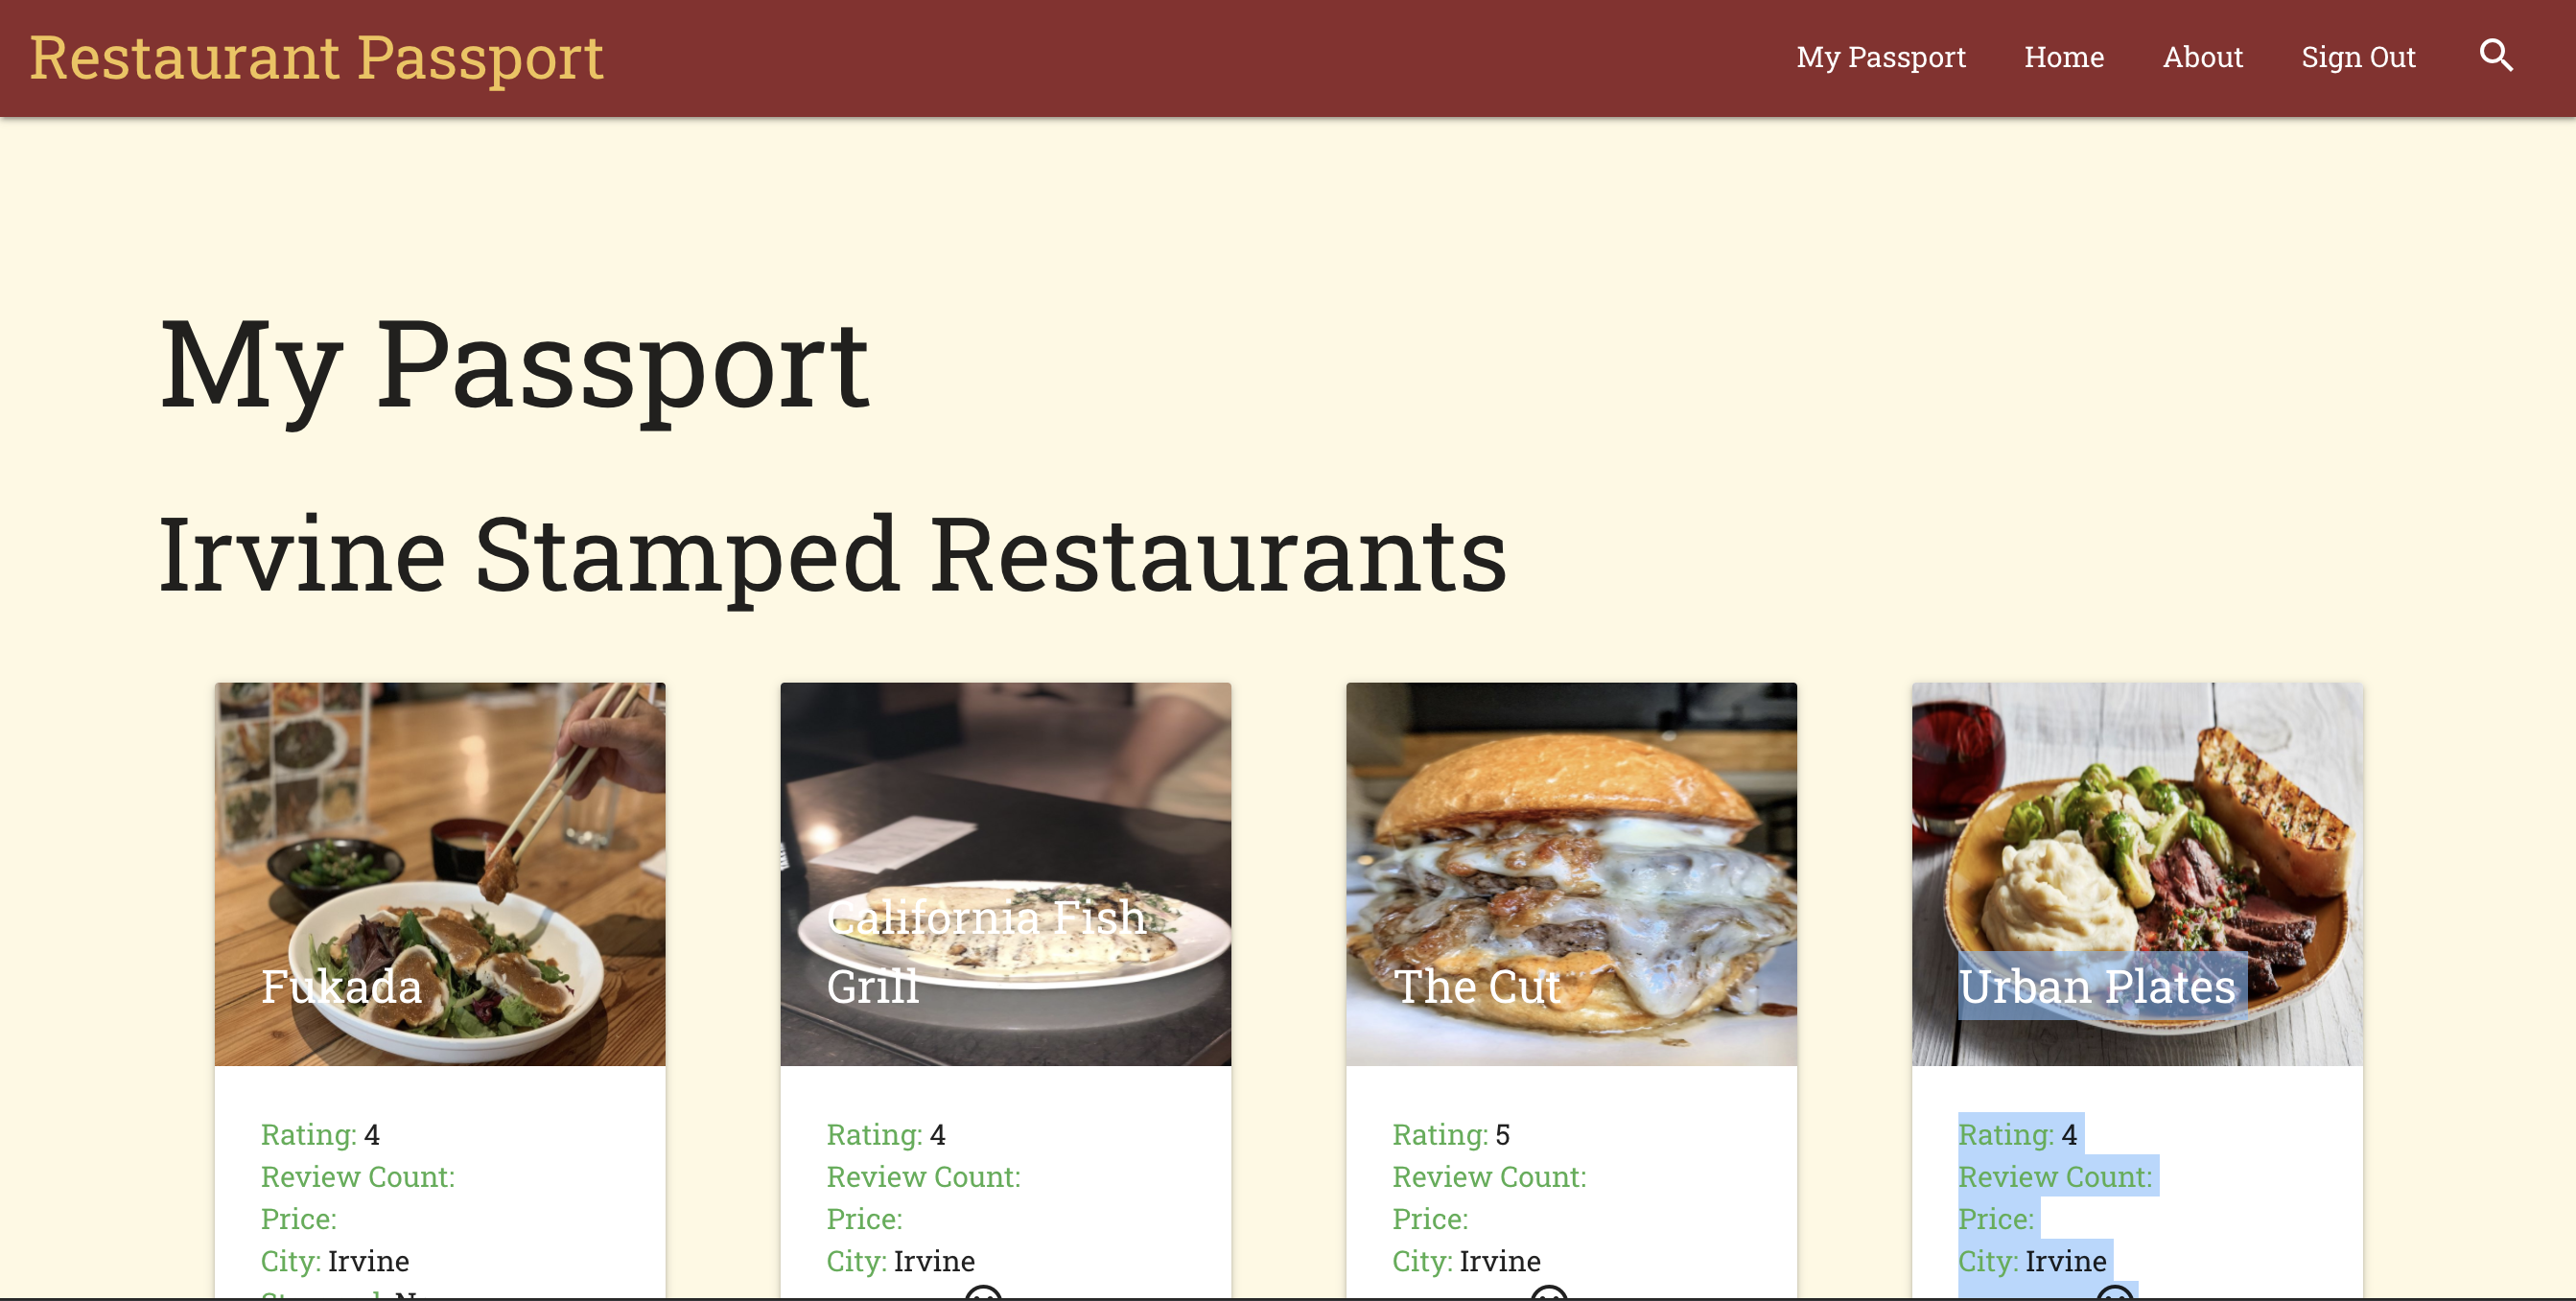 Restaurant Passport
My Passport Home About Sign Out
My Passport
Irvine Stamped Restaurants
Fukada
Rating: 4
Review Count:
Price:
City: Irvine
California Fish
Grill
Rating: 4
Review Count:
Price:
City: Irvine
The Cut
Rating: 5
Review Count:
Price:
City: Irvine
Urban Plates
Rating: 4
Review Count:
Price:
City: Irvine